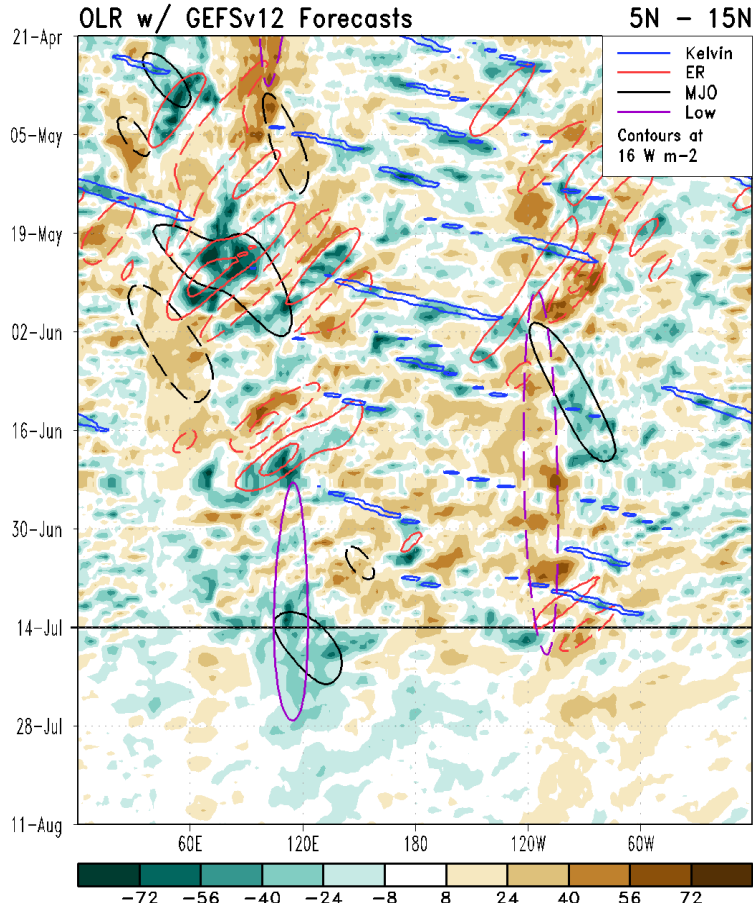 OLR w/ GEFSv12 Forecasts 5N - 15N
21-Apr
05-May
19-May
02-Jun
16-Jun
30-Jun
14-Jul
28-Jul
11-Aug
Kelvin
ER
MJO
Low
Contours at
16 W m-2
60E 120E 180 120W 60W
-72 -56 -40 -24 -8 8 24 40 56 72